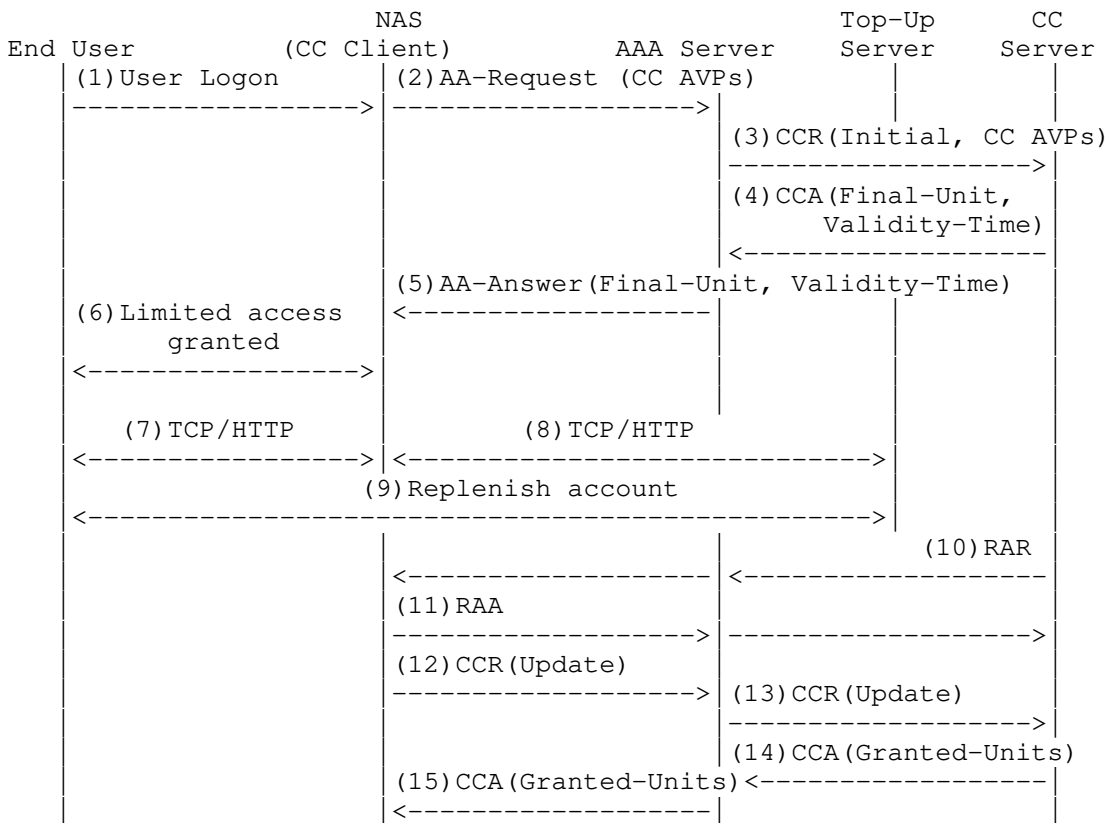 NAS Top-Up CC
End User (CC Client) AAA Server Server Server
(1)User Logon (2)AA-Request (CC AVPs)
(3)CCR(Initial, CC AVPs)
(4)CCA(Final-Unit,
Validity-Time)
(5)AA-Answer(Final-Unit, Validity-Time)
(6)Limited access
granted
(7)TCP/HTTP (8)TCP/HTTP
(9)Replenish account
(10)RAR
(11)RAA
(12)CCR(Update)
(13)CCR(Update)
(14)CCA(Granted-Units)
(15)CCA(Granted-Units)